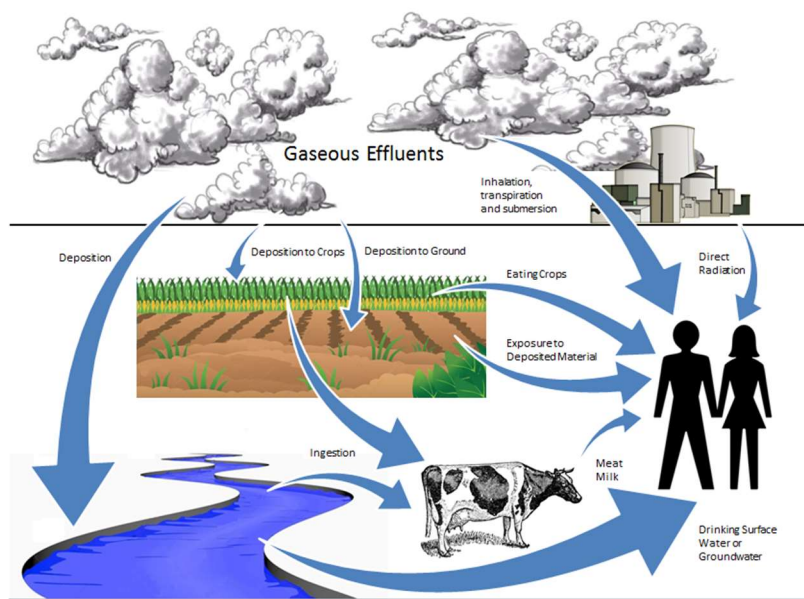 Gaseous Effluents
Inhalation,
transpiration
and submersion
Deposition
Deposition to Crops
Deposition to Ground
Direct
Radiation
Eating Crops
Exposure to
Deposited Material
Ingestion
Meat
Milk
Drinking Surface
Water or
Groundwater